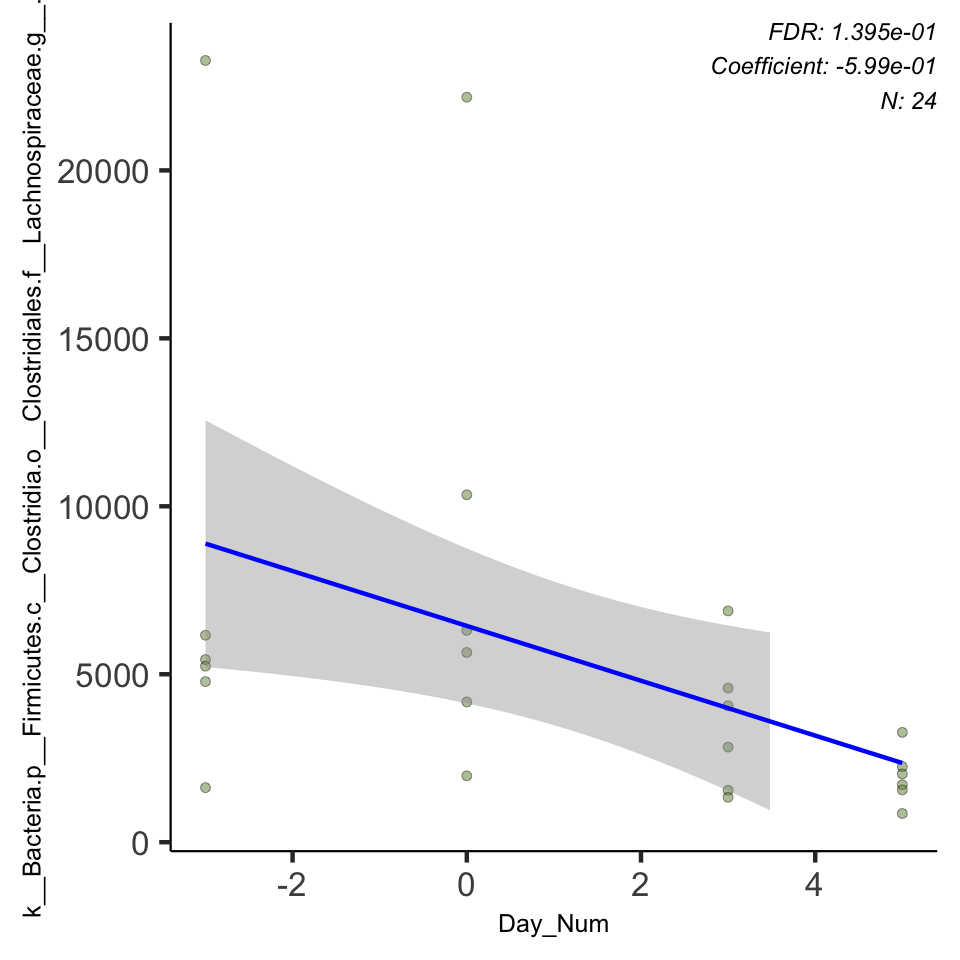 FDR: 1.395e-01
Coefficient: -5.99e-01
N: 24
k__Bacteria.p__Firmicutes.c__Clostridia.o__Clostridiales.f__Lachnospiraceae.g__.
20000
15000
10000
5000
0
-2
0
2
4
Day_Num